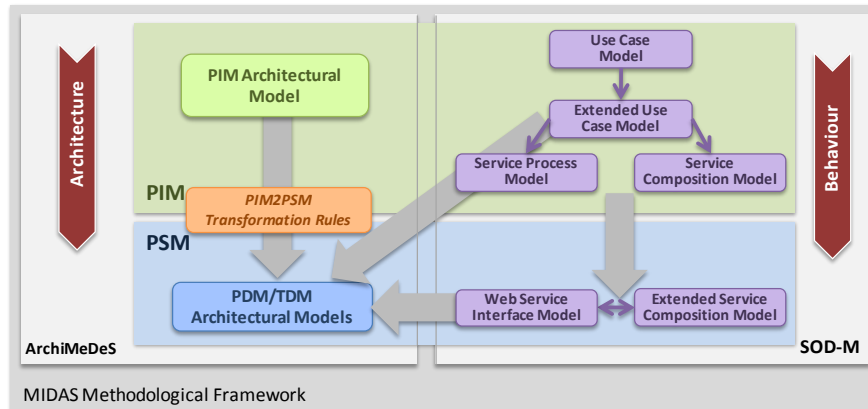 Architecture
PIM Architectural
Model
PIM
PIM2PSM
Transformation Rules
PSM
PDM/TDM
Architectural Models
ArchiMeDeS
Use Case
Model
Extended Use
Case Model
Service Process
Model
Service
Composition Model
Web Service
Interface Model
Extended Service
Composition Model
Behaviour
SOD-M
MIDAS Methodological Framework